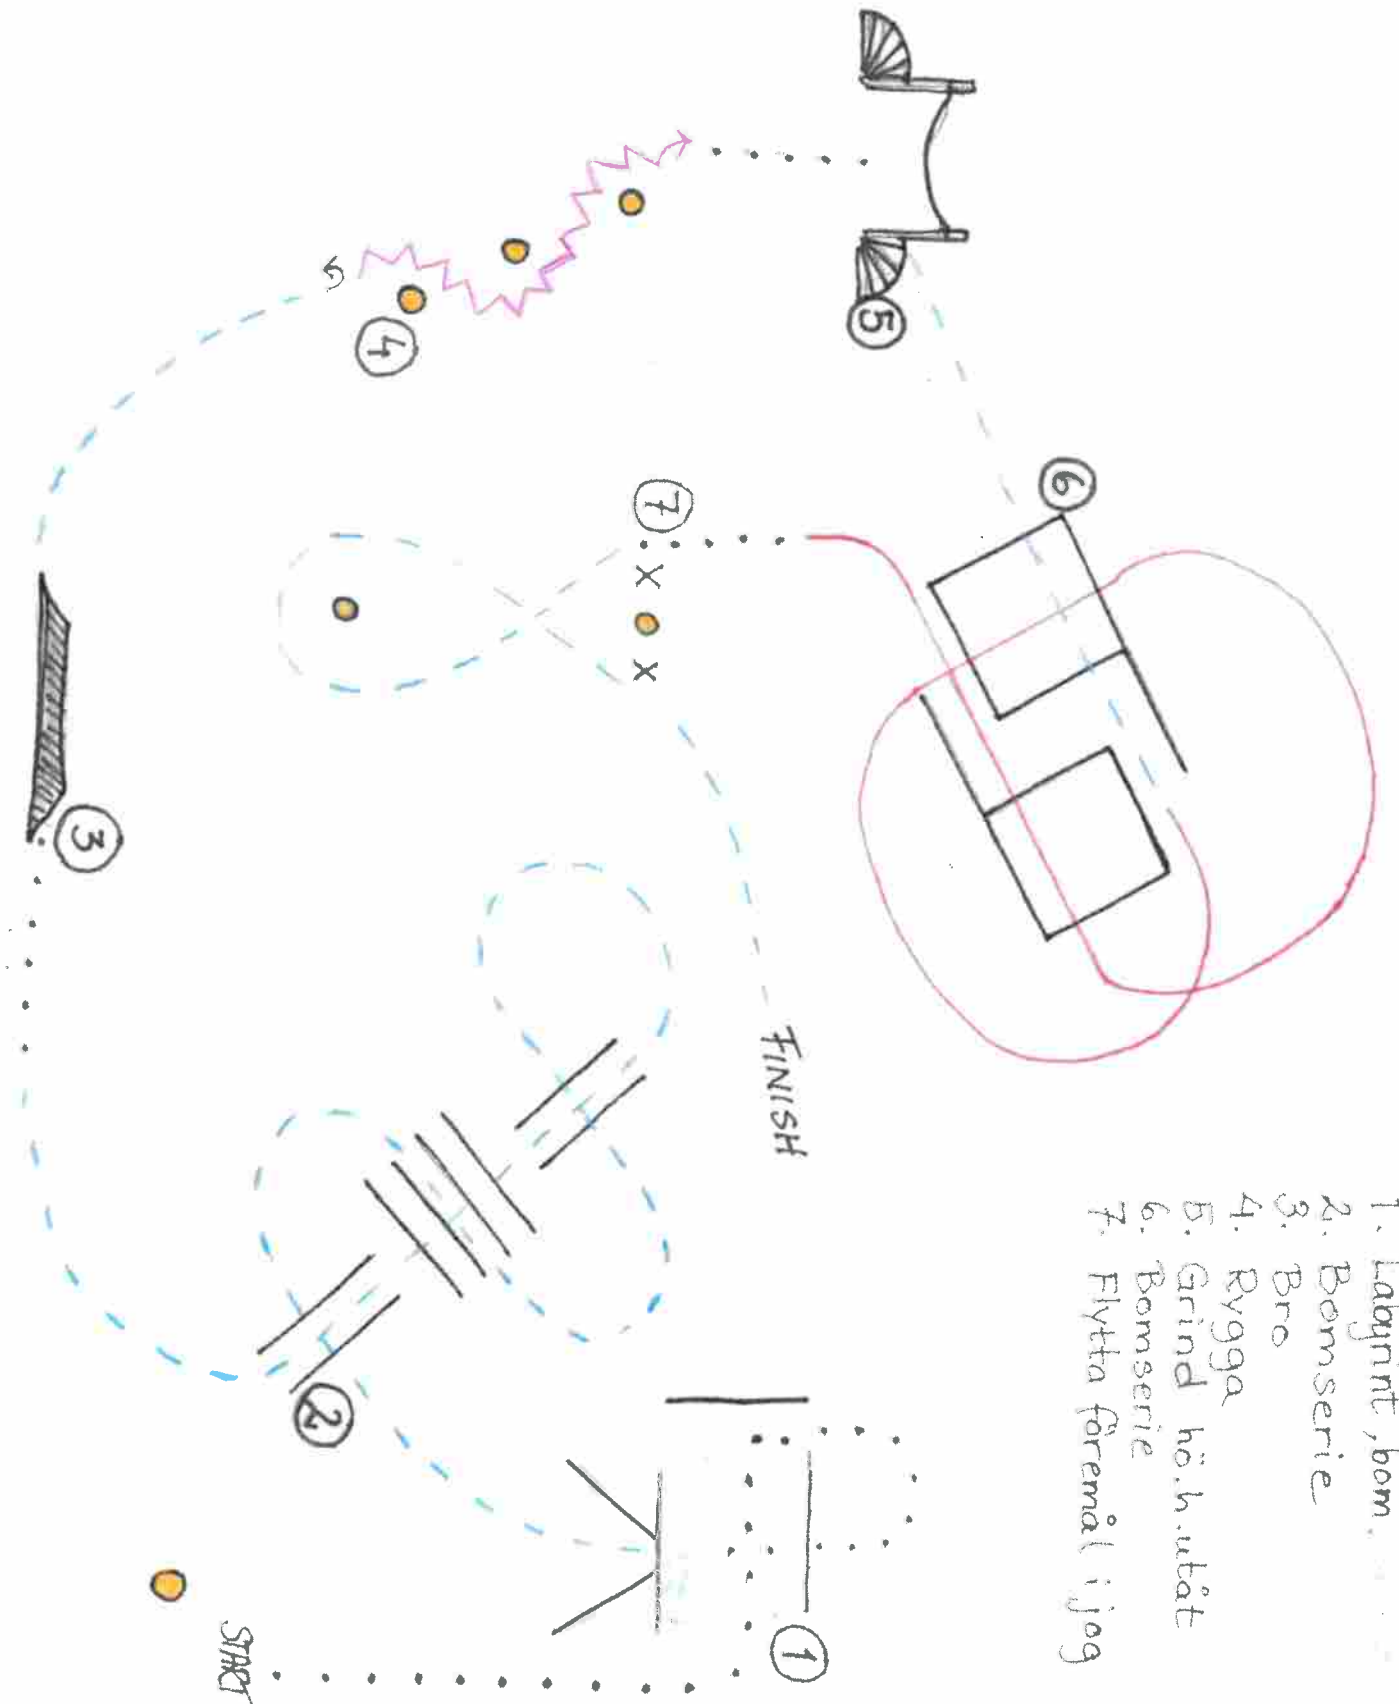 1. Labyrint, bom
2. Bomserie
3. Bro
4. Rygga
5. Grind hö.h.utåt
6. Bomserie
7. Flytta föremål i jog
5
6
4
7
X
X
3
FINISH
2
1
START